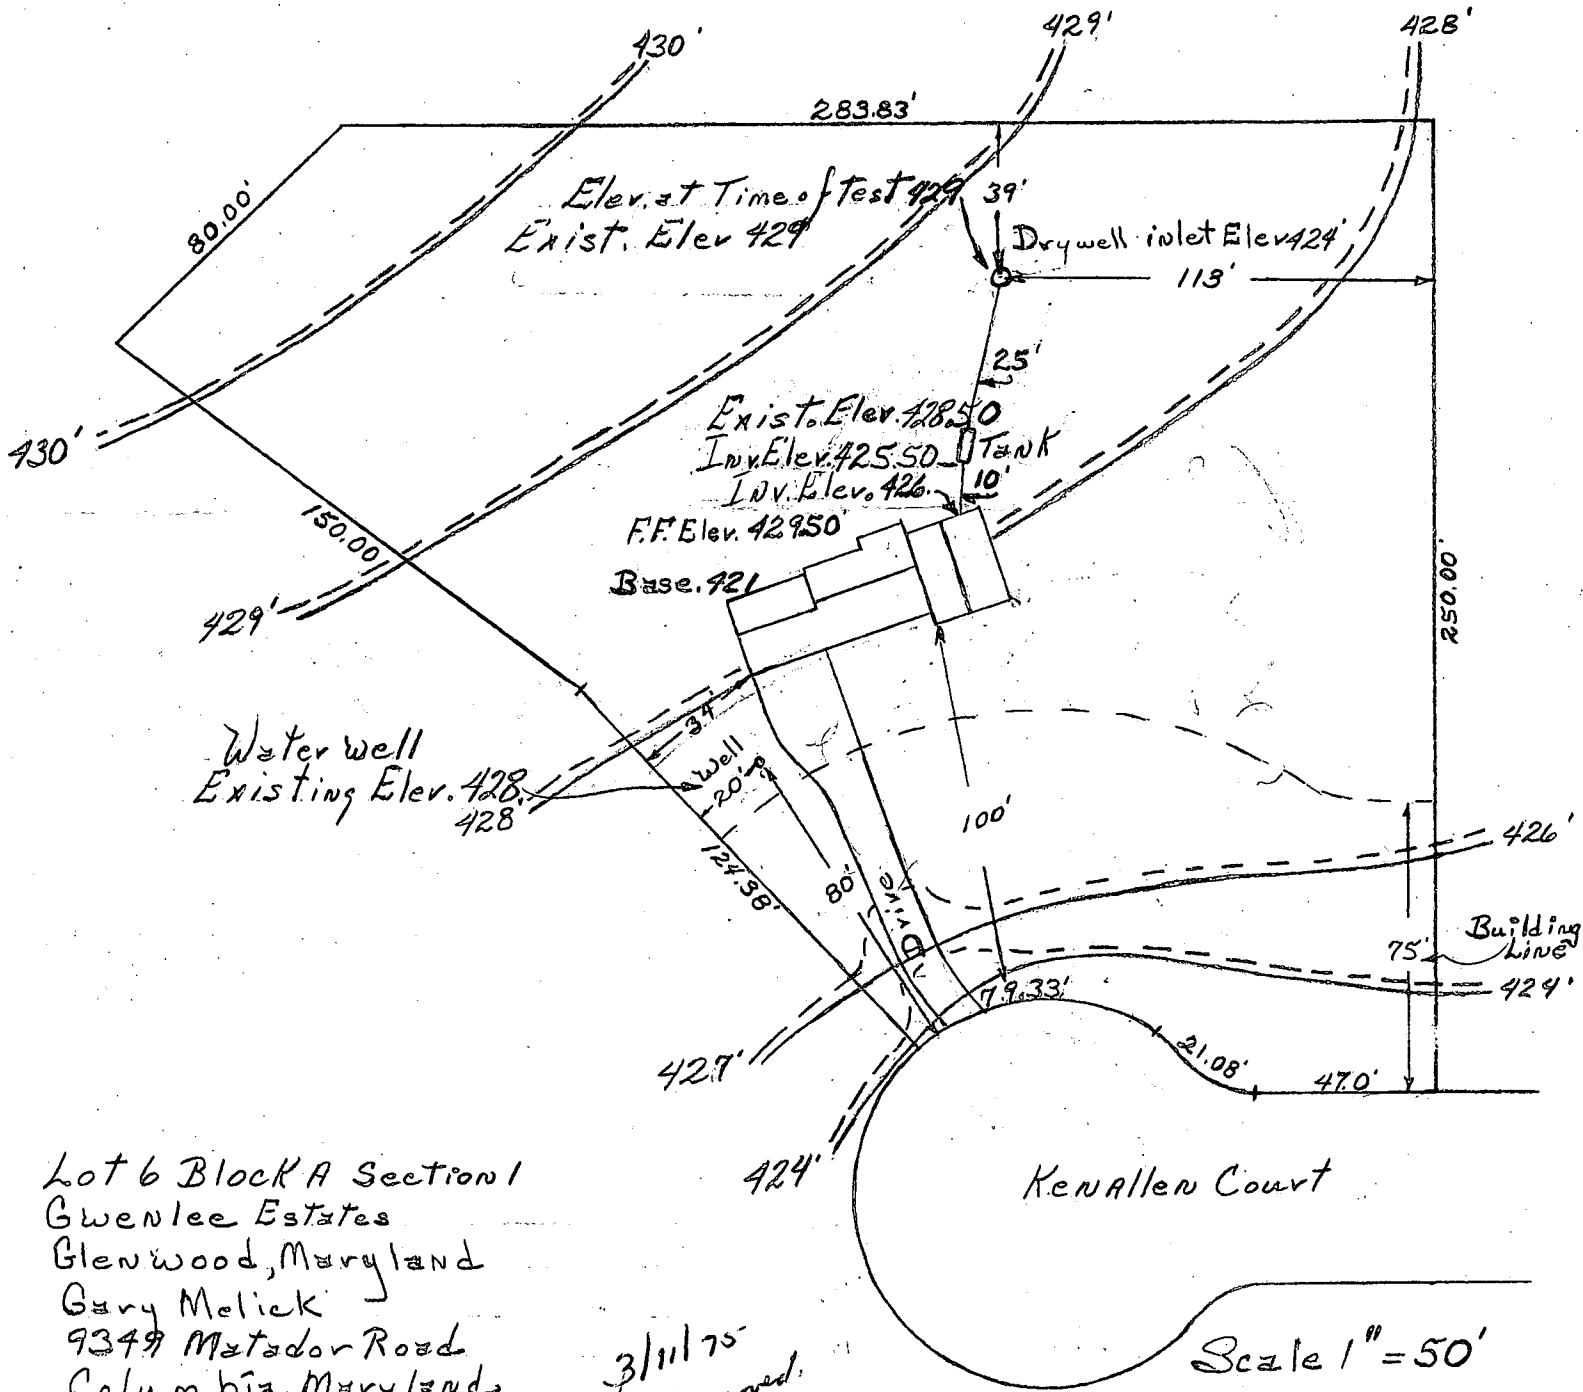 430'
429'
428'
283.83'
80.00'
Elev. at Time of Test 429
39'
Exist. Elev 429'
Drywell inlet Elev 424'
113'
25'
Exist. Elev. 428.50
Inv. Elev. 425.50
Tank
Inv. Elev. 426
10'
430'
150.00
F.F. Elev. 429.50'
Base. 421
250.00'
429'
34'
Water well
Existing Elev. 428
Well
20'
428'
100'
124.38'
80'
Drive
426'
Building
Line
75'
424'
79.33'
427'
21.08'
47.0'
424'
Kenallen Court
Lot 6 Block A Section 1
Gwenlee Estates
Glenwood, Maryland
Gary Melick
9349 Matador Road
Columbia, Maryland
3/11/75
Scale 1" = 50'